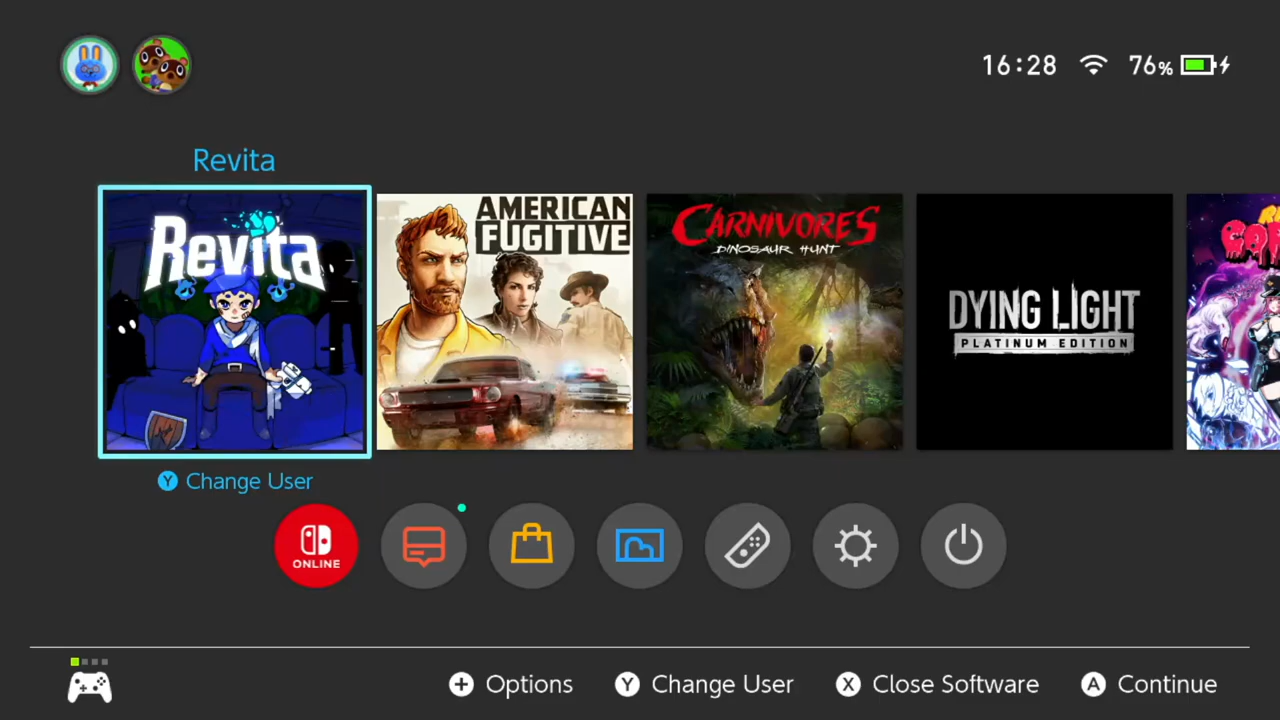 16:28
76%
Revita
Revita
AMERICAN
FUGITIVE
CARNIVORES
DINOSAUR HUNT
DYING LIGHT
PLATINUM EDITION
Y Change User
ONLINE
+ Options
Y Change User
X Close Software
A Continue